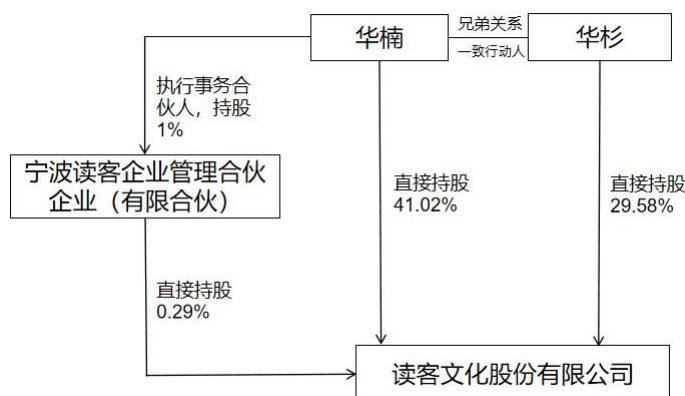 华楠
兄弟关系
一致行动人
华杉
执行事务合
伙人，持股
1%
宁波读客企业管理合伙
企业（有限合伙）
直接持股
41.02%
直接持股
29.58%
直接持股
0.29%
读客文化股份有限公司